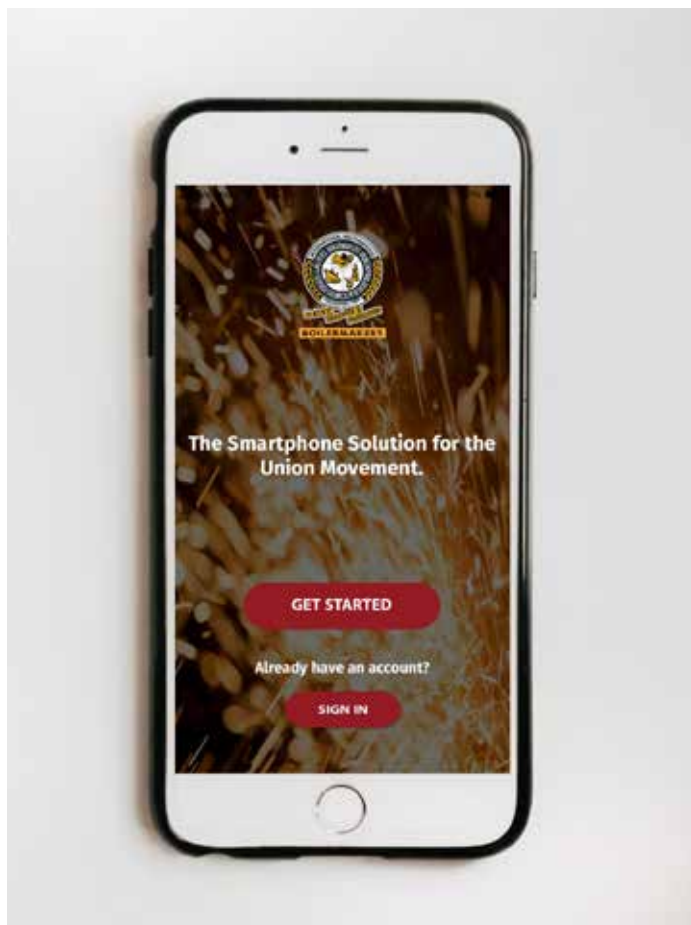 BOILERMAKERS
The Smartphone Solution for the
Union Movement.
GET STARTED
Already have an account?
SIGN IN